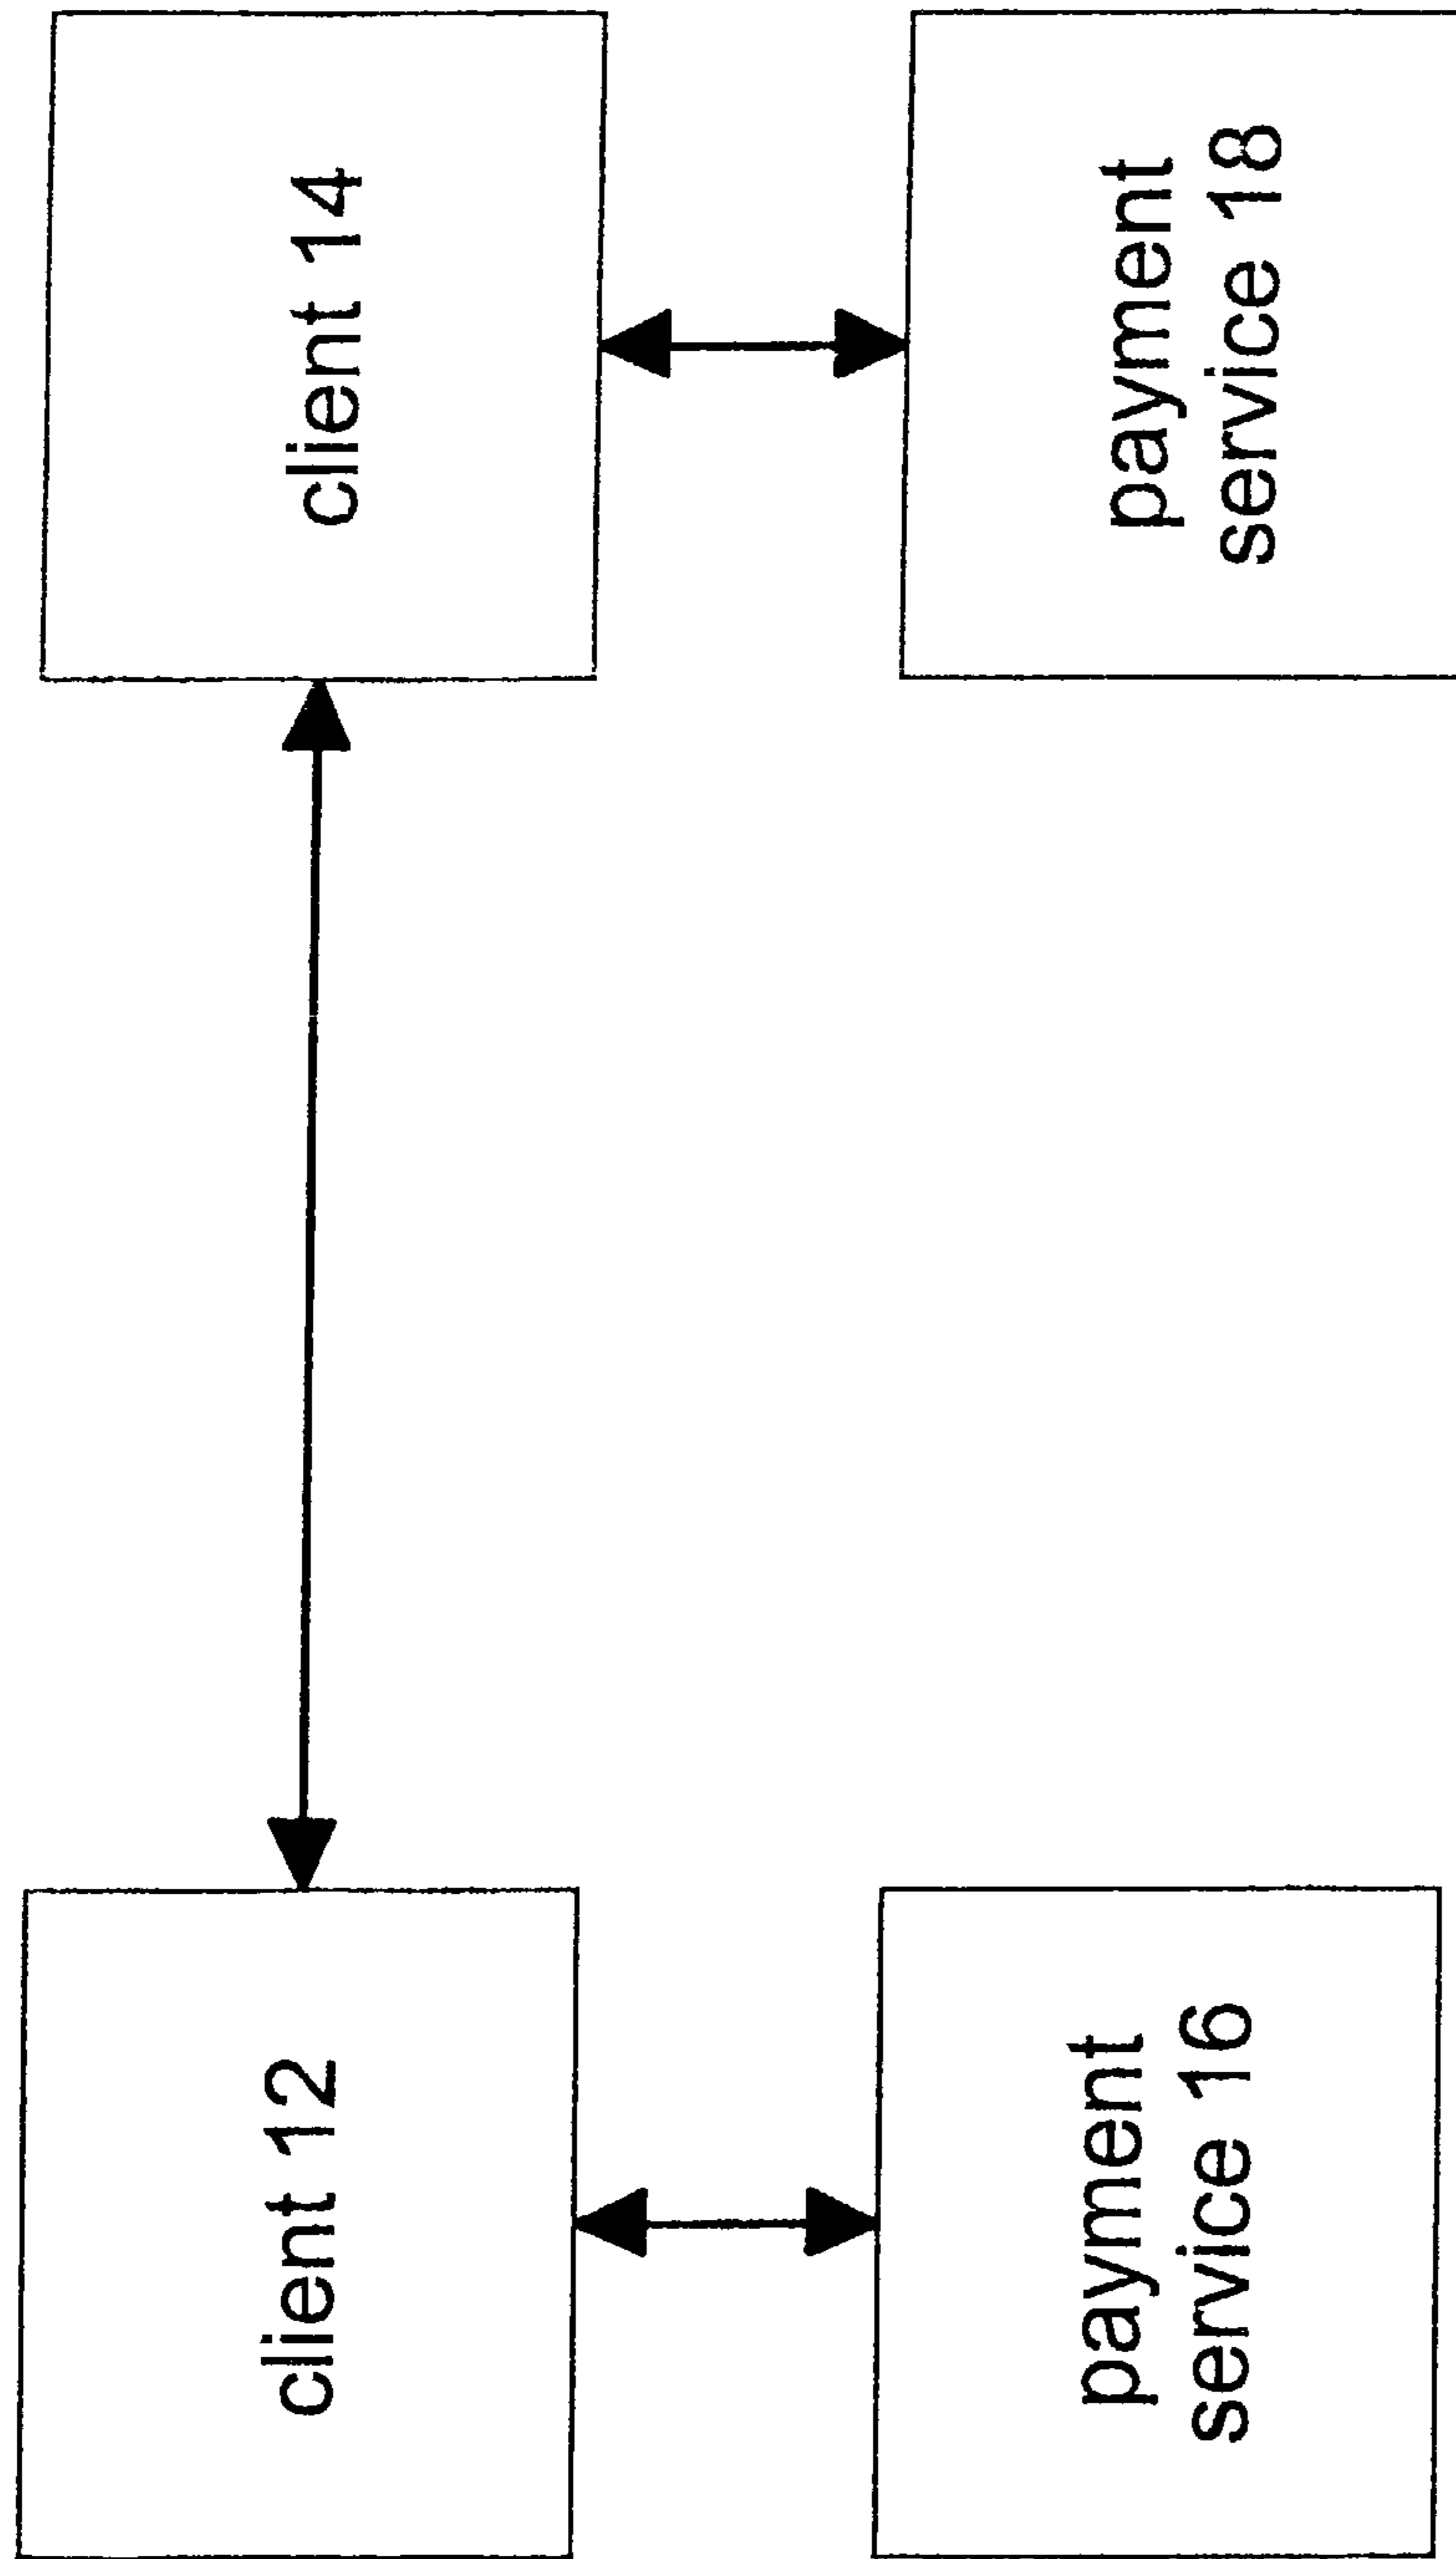 client 12
client 14
payment
service 16
payment
service 18